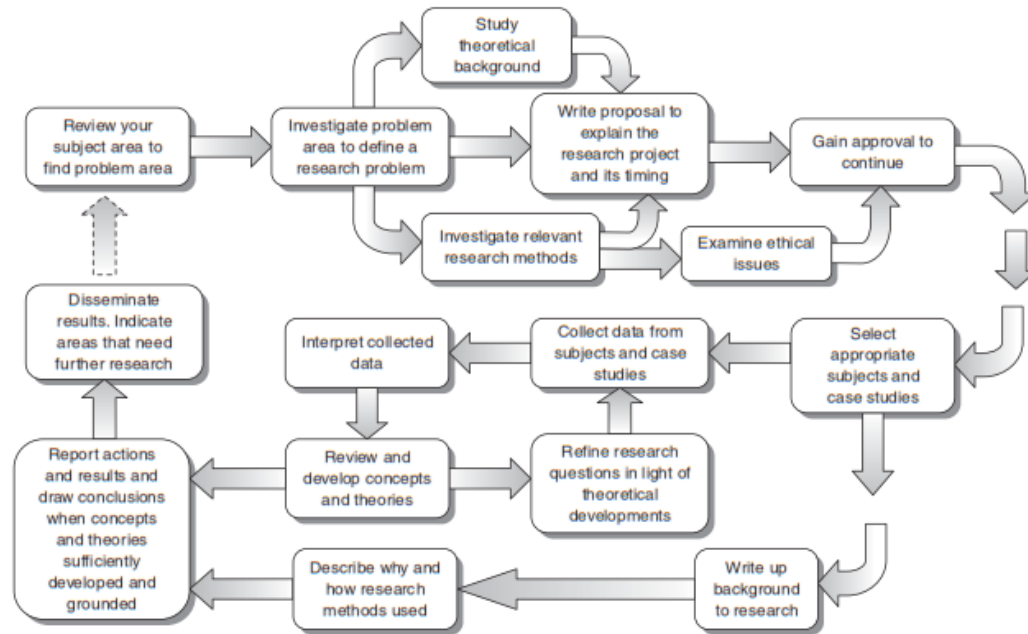 Study
theoretical
background
Review your
subject area to
find problem area
Investigate problem
area to define a
research problem
Write proposal to
explain the
research project
and its timing
Gain approval to
continue
Investigate relevant
research methods
Examine ethical
issues
Disseminate
results. Indicate
areas that need
further research
Interpret collected
data
Collect data from
subjects and case
studies
Select
appropriate
subjects and
case studies
Report actions
and results and
draw conclusions
when concepts
and theories
sufficiently
developed and
grounded
Review and
develop concepts
and theories
Refine research
questions in light of
theoretical
developments
Describe why and
how research
methods used
Write up
background
to research